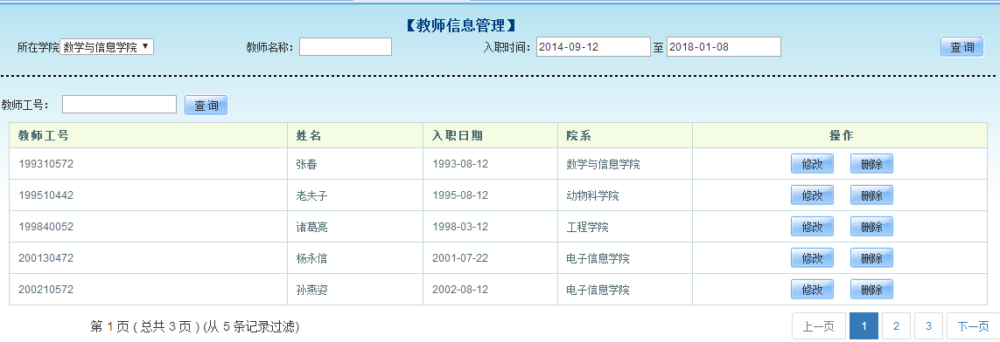 【教师信息管理】
所在学院 数学与信息学院 ▼ 教师名称： 入职时间： 2014-09-12 至 2018-01-08 查 询
教师工号： 查 询
教师工号 姓名 入职日期 院系 操作
199310572 张春 1993-08-12 数学与信息学院 修改 删除
199510442 老夫子 1995-08-12 动物科学院 修改 删除
199840052 诸葛亮 1998-03-12 工程学院 修改 删除
200130472 杨永信 2001-07-22 电子信息学院 修改 删除
200210572 孙燕姿 2002-08-12 电子信息学院 修改 删除
第 1 页 ( 总共 3 页 ) (从 5 条记录过滤) 上一页 1 2 3 下一页